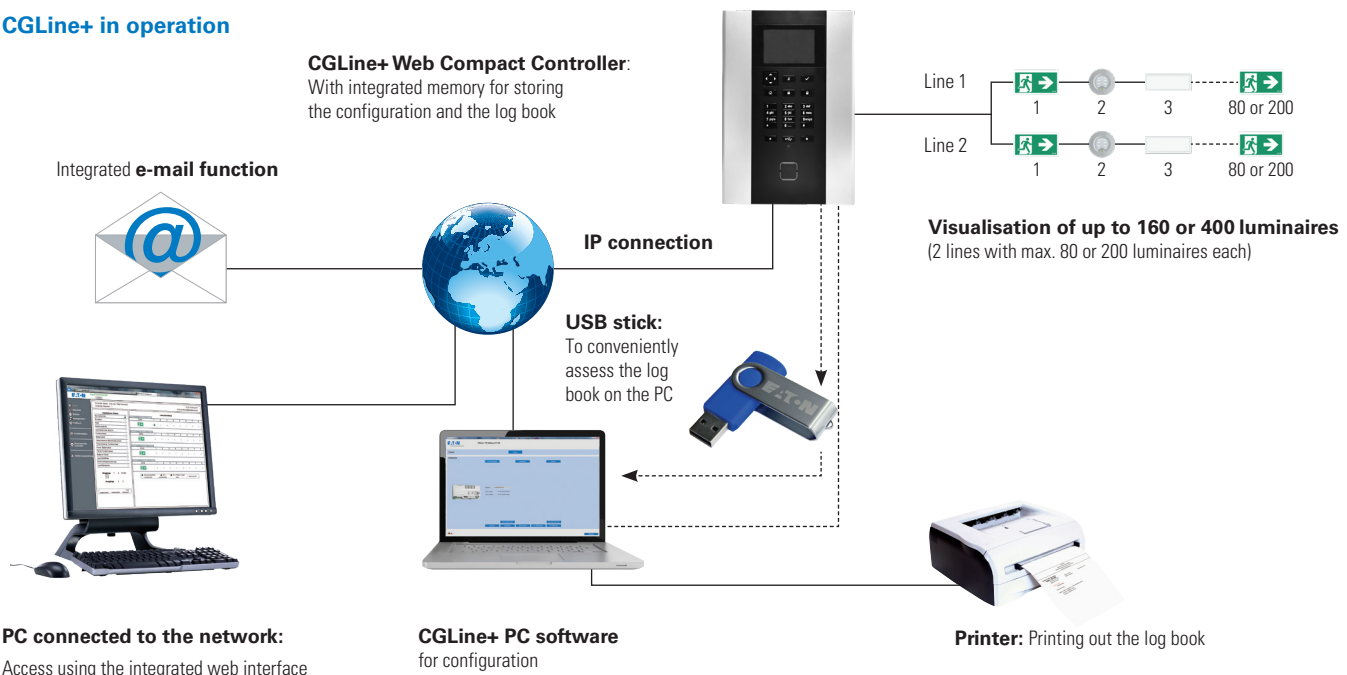 CGLine+ in operation
CGLine+ Web Compact Controller:
With integrated memory for storing
the configuration and the log book
Integrated e-mail function
IP connection
Line 1
1
2
3
80 or 200
Line 2
1
2
3
80 or 200
Visualisation of up to 160 or 400 luminaires
(2 lines with max. 80 or 200 luminaires each)
USB stick:
To conveniently
assess the log
book on the PC
EATON
PC connected to the network:
Access using the integrated web interface
CGLine+ PC software
for configuration
Printer: Printing out the log book